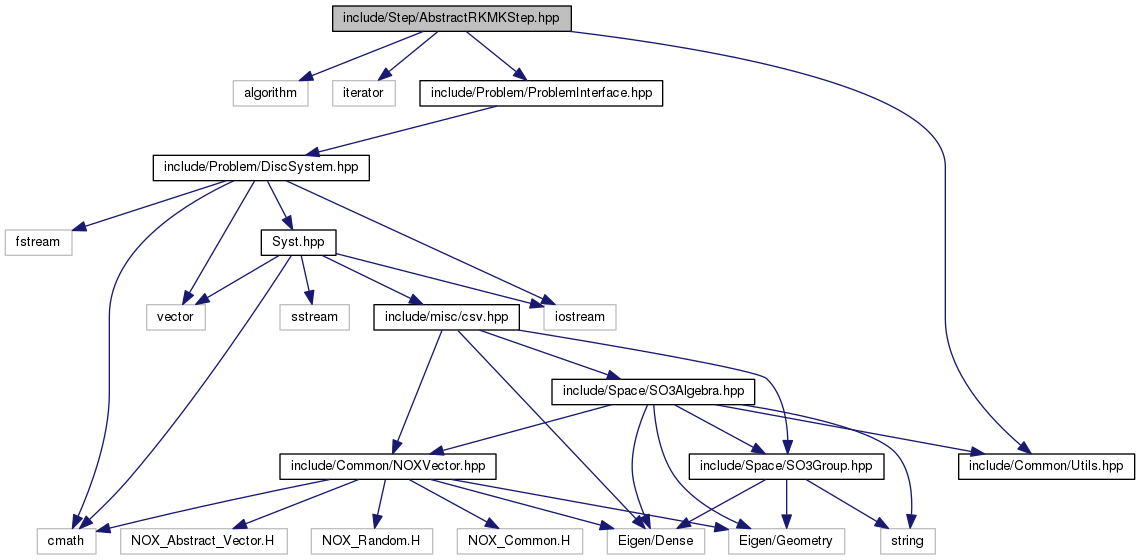 include/Step/AbstractRKMKStep.hpp
algorithm
iterator
include/Problem/ProblemInterface.hpp
include/Problem/DiscSystem.hpp
fstream
Syst.hpp
vector
sstream
include/misc/csv.hpp
iostream
include/Space/SO3Algebra.hpp
include/Common/NOXVector.hpp
include/Space/SO3Group.hpp
include/Common/Utils.hpp
cmath
NOX_Abstract_Vector.H
NOX_Random.H
NOX_Common.H
Eigen/Dense
Eigen/Geometry
string